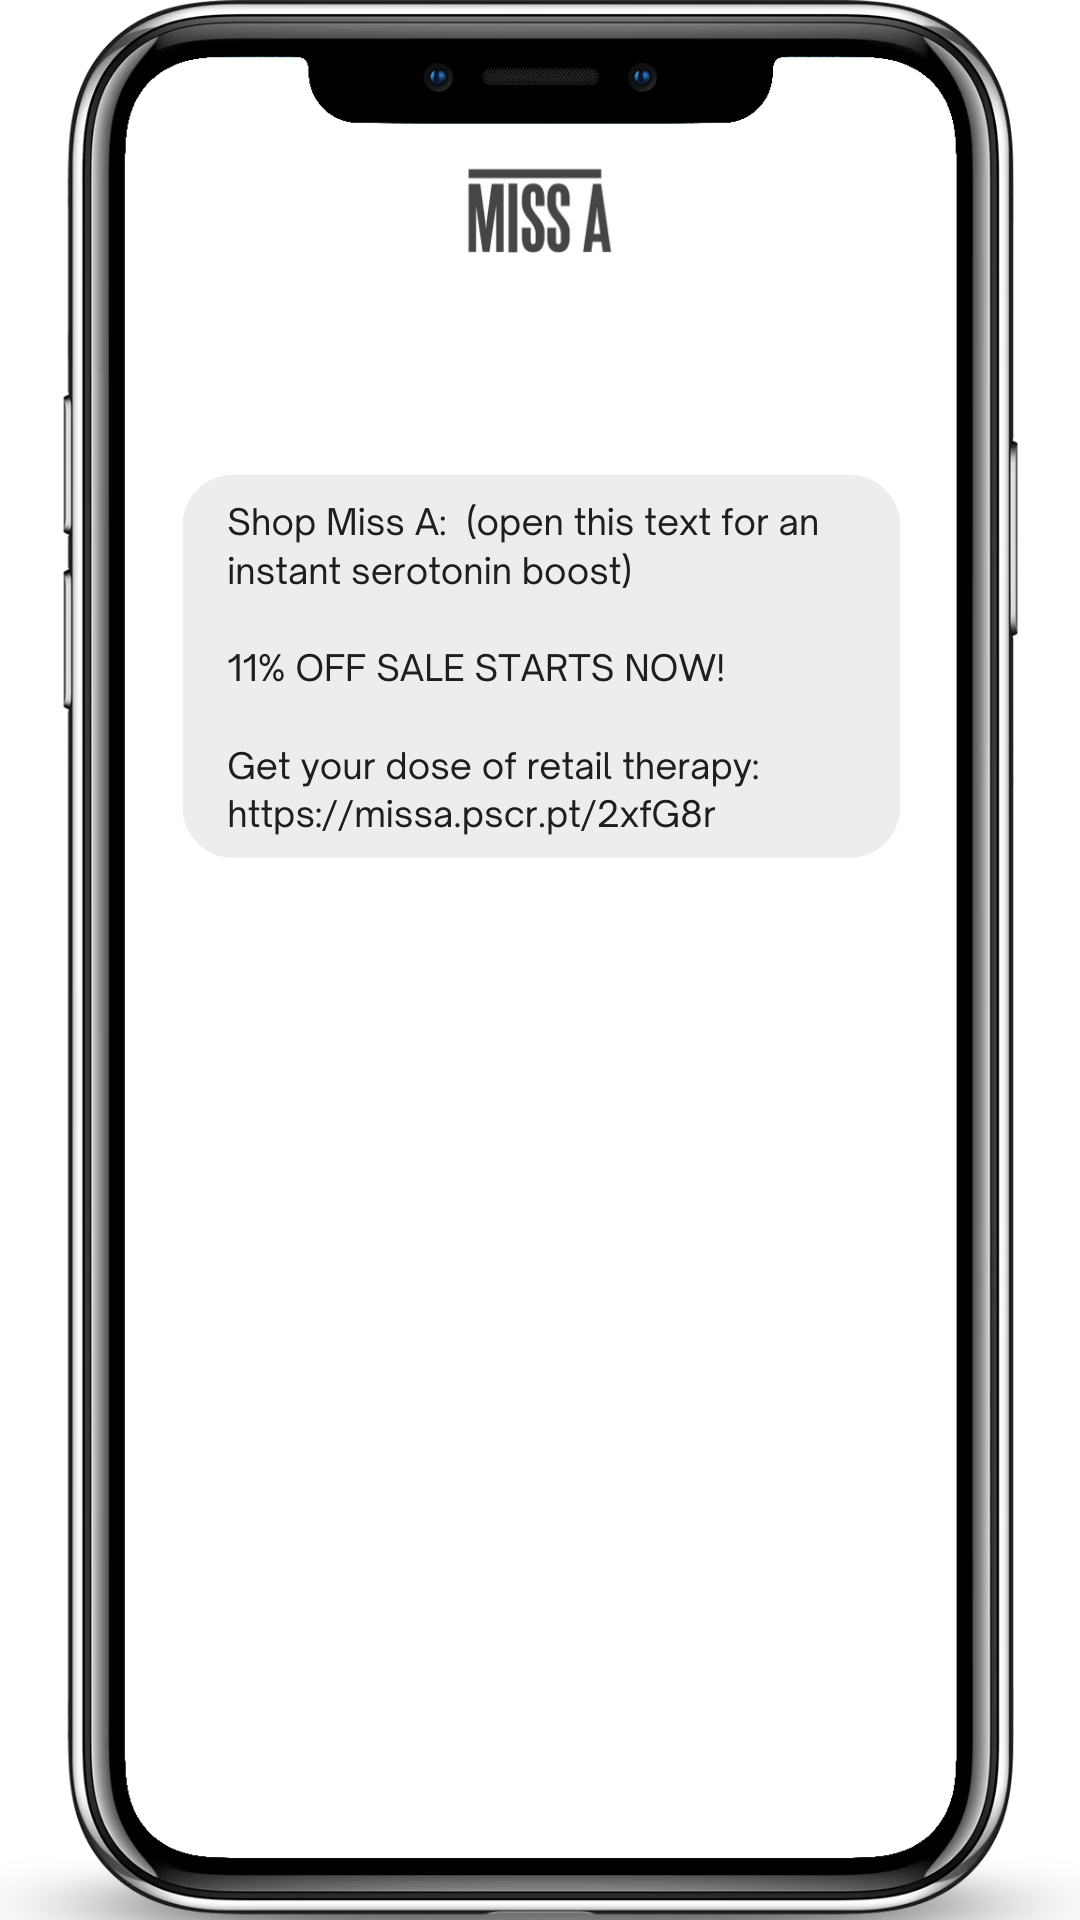 MISS A
Shop Miss A:  (open this text for an
instant serotonin boost)
11% OFF SALE STARTS NOW!
Get your dose of retail therapy:
https://missa.pscr.pt/2xfG8r